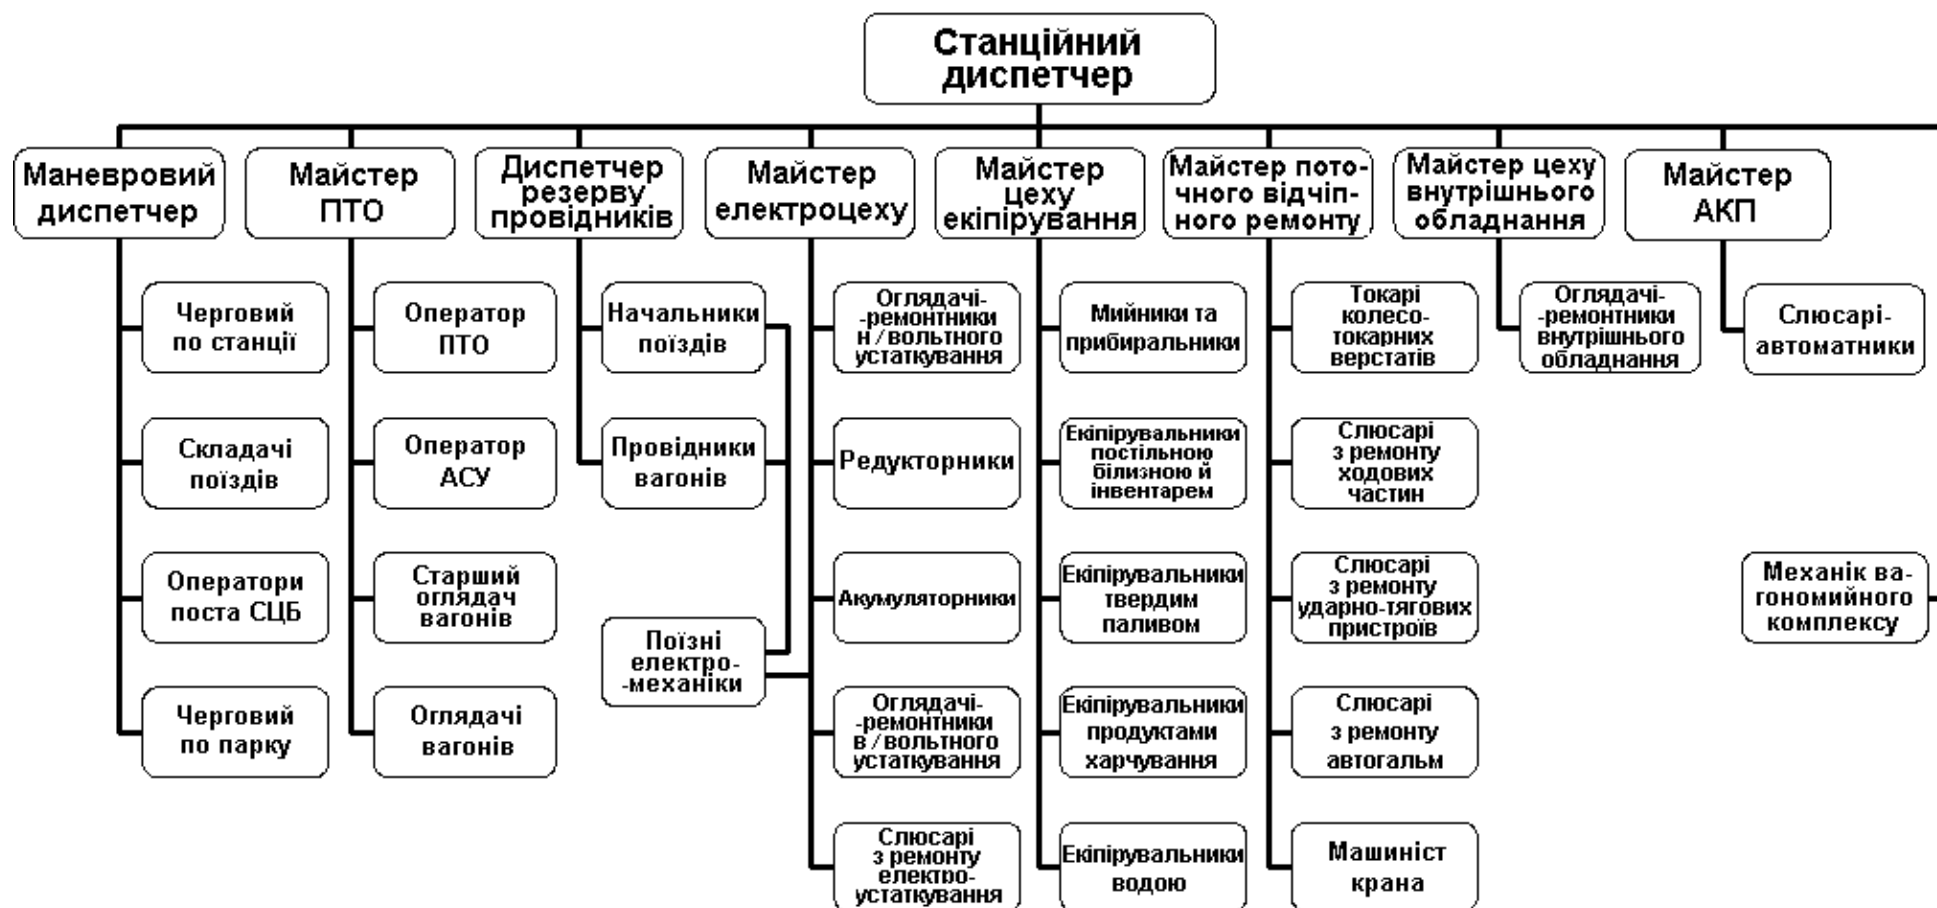 Станційний
диспетчер
Маневровий
диспетчер
Майстер
ПТО
Диспетчер
резерву
провідників
Майстер
електроцеху
Майстер
цеху
екіпірування
Майстер пото-
чного відчіп-
ного ремонту
Майстер цеху
внутрішнього
обладнання
Майстер
АКП
Черговий
по станції
Складачі
поїздів
Оператори
поста СЦБ
Черговий
по парку
Оператор
ПТО
Оператор
АСУ
Старший
оглядач
вагонів
Оглядачі
вагонів
Начальники
поїздів
Провідники
вагонів
Поїзні
електро-
-механіки
Оглядачі-
-ремонтники
н/вольтного
устаткування
Редукторники
Акумуляторники
Оглядачі-
-ремонтники
в/вольтного
устаткування
Слюсарі
з ремонту
електро-
устаткування
Мийники та
прибиральники
Екіпірувальники
постільною
білизною й
інвентарем
Екіпірувальники
твердим
паливом
Екіпірувальники
продуктами
харчування
Екіпірувальники
водою
Токарі
колесо-
токарних
верстатів
Слюсарі
з ремонту
ходових
частин
Слюсарі
з ремонту
ударно-тягових
пристроїв
Слюсарі
з ремонту
автогальм
Машиніст
крана
Оглядачі-
-ремонтники
внутрішнього
обладнання
Слюсарі-
автоматники
Механік ва-
гономийного
комплексу